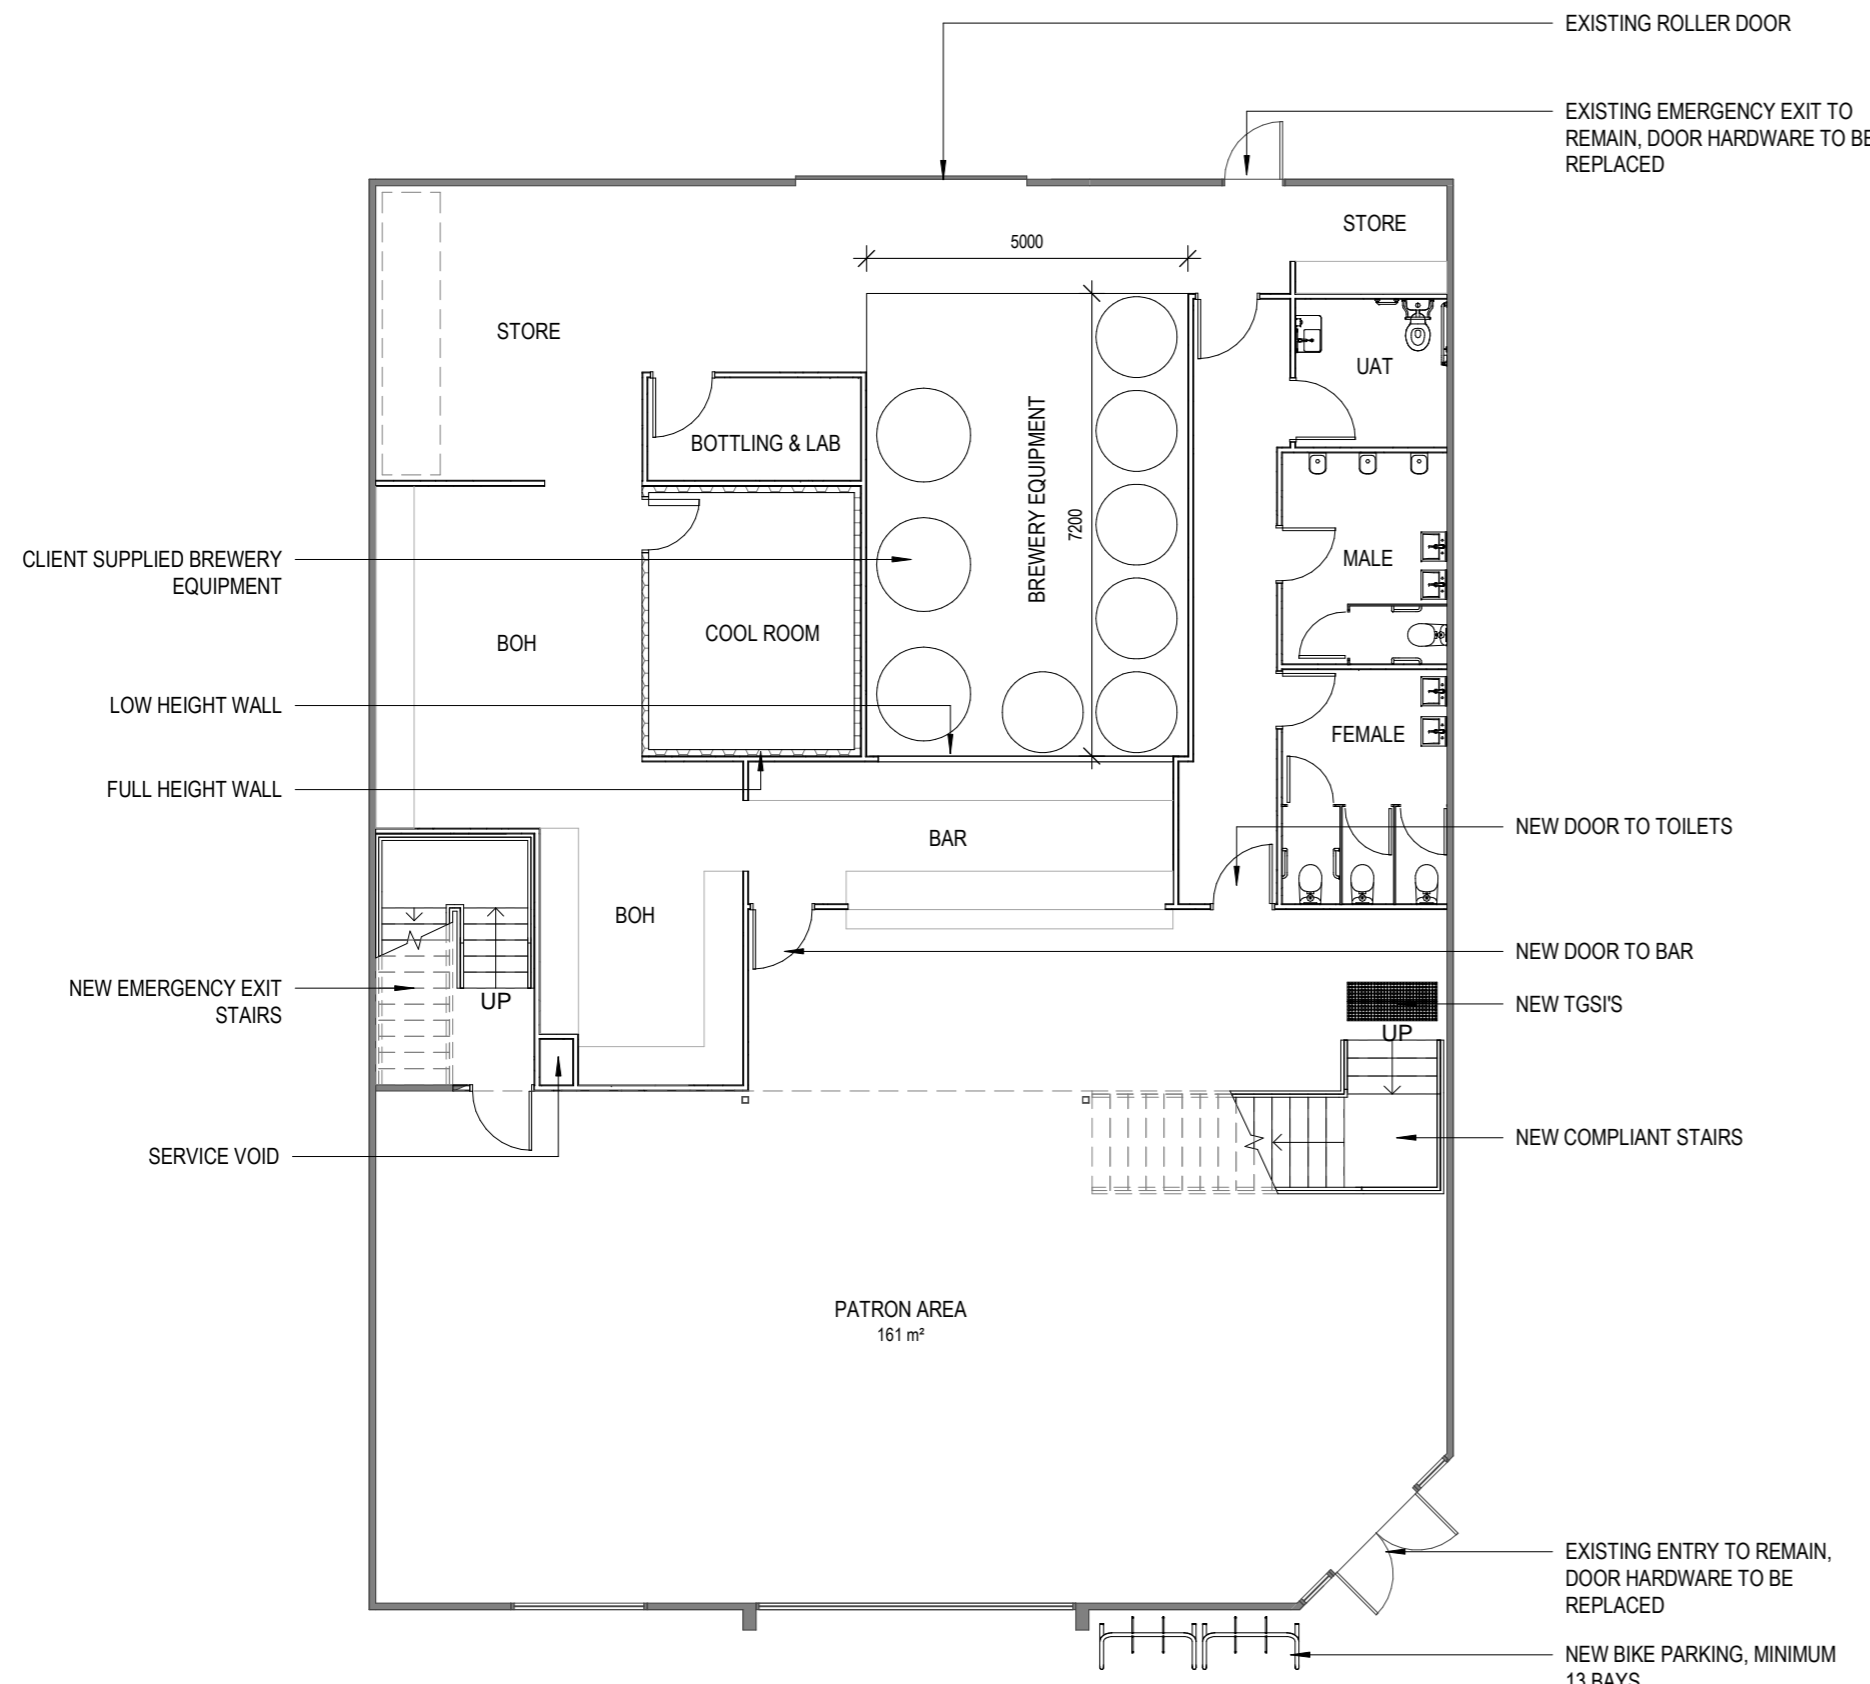 EXISTING ROLLER DOOR
EXISTING EMERGENCY EXIT TO
REMAIN, DOOR HARDWARE TO BE
REPLACED
STORE
5000
STORE
UAT
BOTTLING & LAB
BREWERY EQUIPMENT
7200
CLIENT SUPPLIED BREWERY
EQUIPMENT
MALE
BOH
COOL ROOM
LOW HEIGHT WALL
FEMALE
FULL HEIGHT WALL
BAR
NEW DOOR TO TOILETS
BOH
NEW DOOR TO BAR
NEW EMERGENCY EXIT
STAIRS
UP
NEW TGSI'S
UP
NEW COMPLIANT STAIRS
SERVICE VOID
PATRON AREA
161 m²
EXISTING ENTRY TO REMAIN,
DOOR HARDWARE TO BE
REPLACED
NEW BIKE PARKING, MINIMUM
13 BAYS